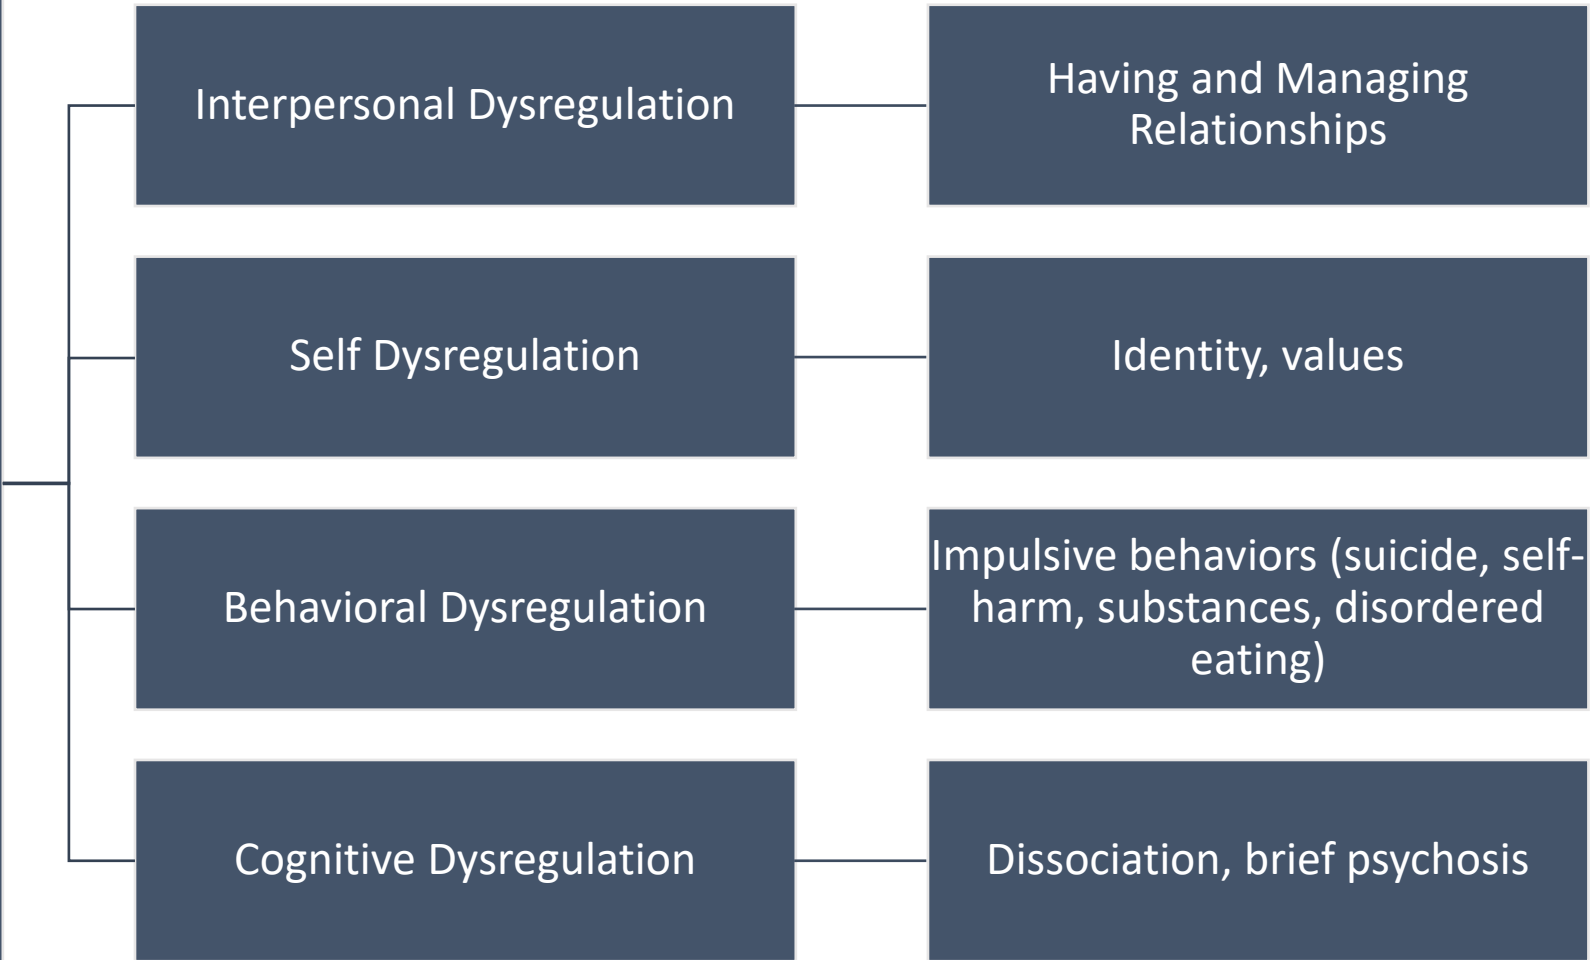 Interpersonal Dysregulation
Having and Managing
Relationships
Self Dysregulation
Identity, values
Behavioral Dysregulation
Impulsive behaviors (suicide, self-
harm, substances, disordered
eating)
Cognitive Dysregulation
Dissociation, brief psychosis